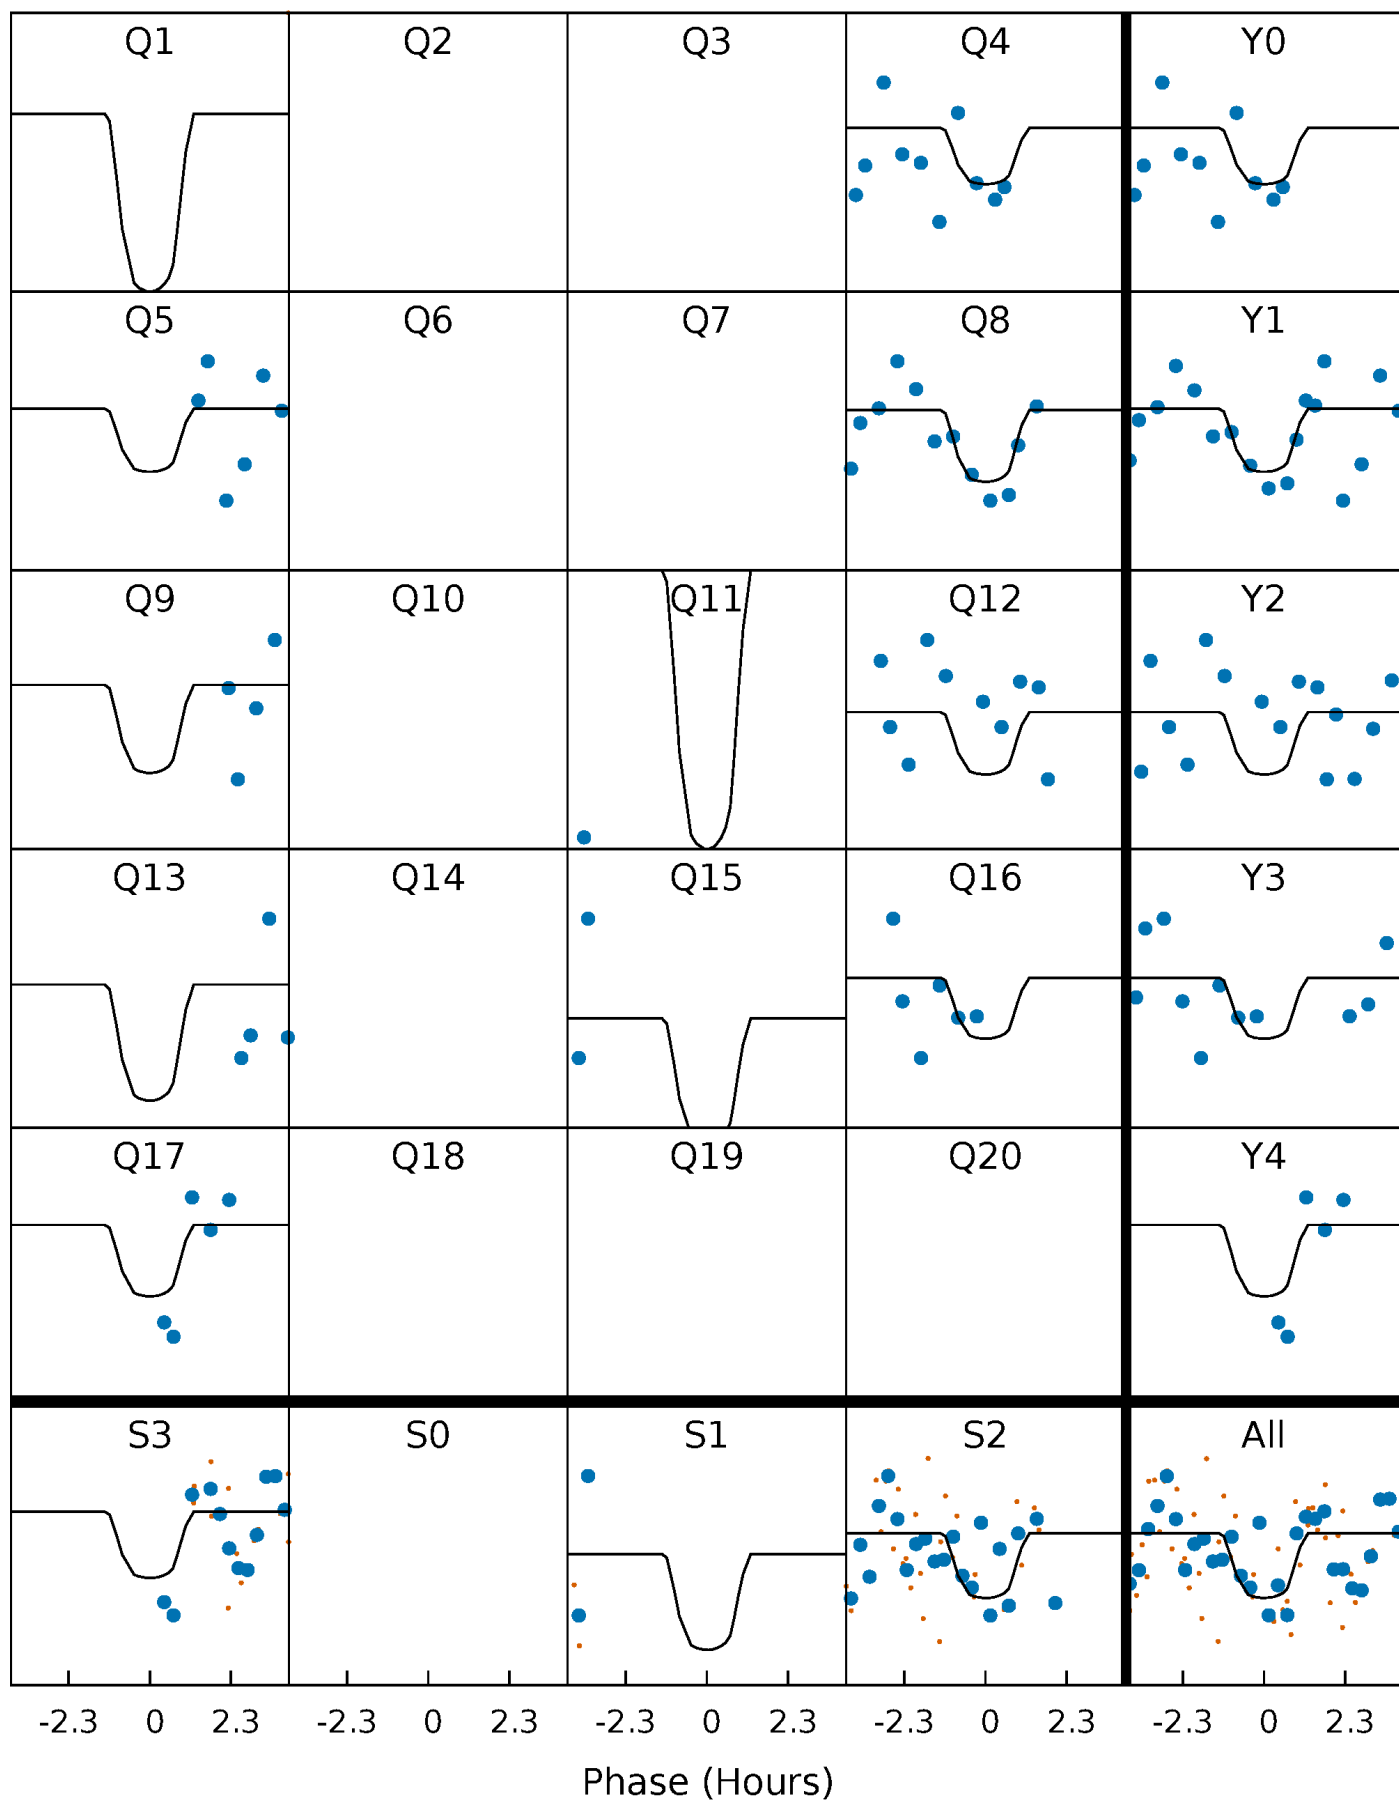 Q1 Q2 Q3 Q4 Y0
Q5 Q6 Q7 Q8 Y1
Q9 Q10 Q11 Q12 Y2
Q13 Q14 Q15 Q16 Y3
Q17 Q18 Q19 Q20 Y4
S3 S0 S1 S2 All
-2.3 0 2.3 -2.3 0 2.3 -2.3 0 2.3 -2.3 0 2.3 -2.3 0 2.3
Phase (Hours)